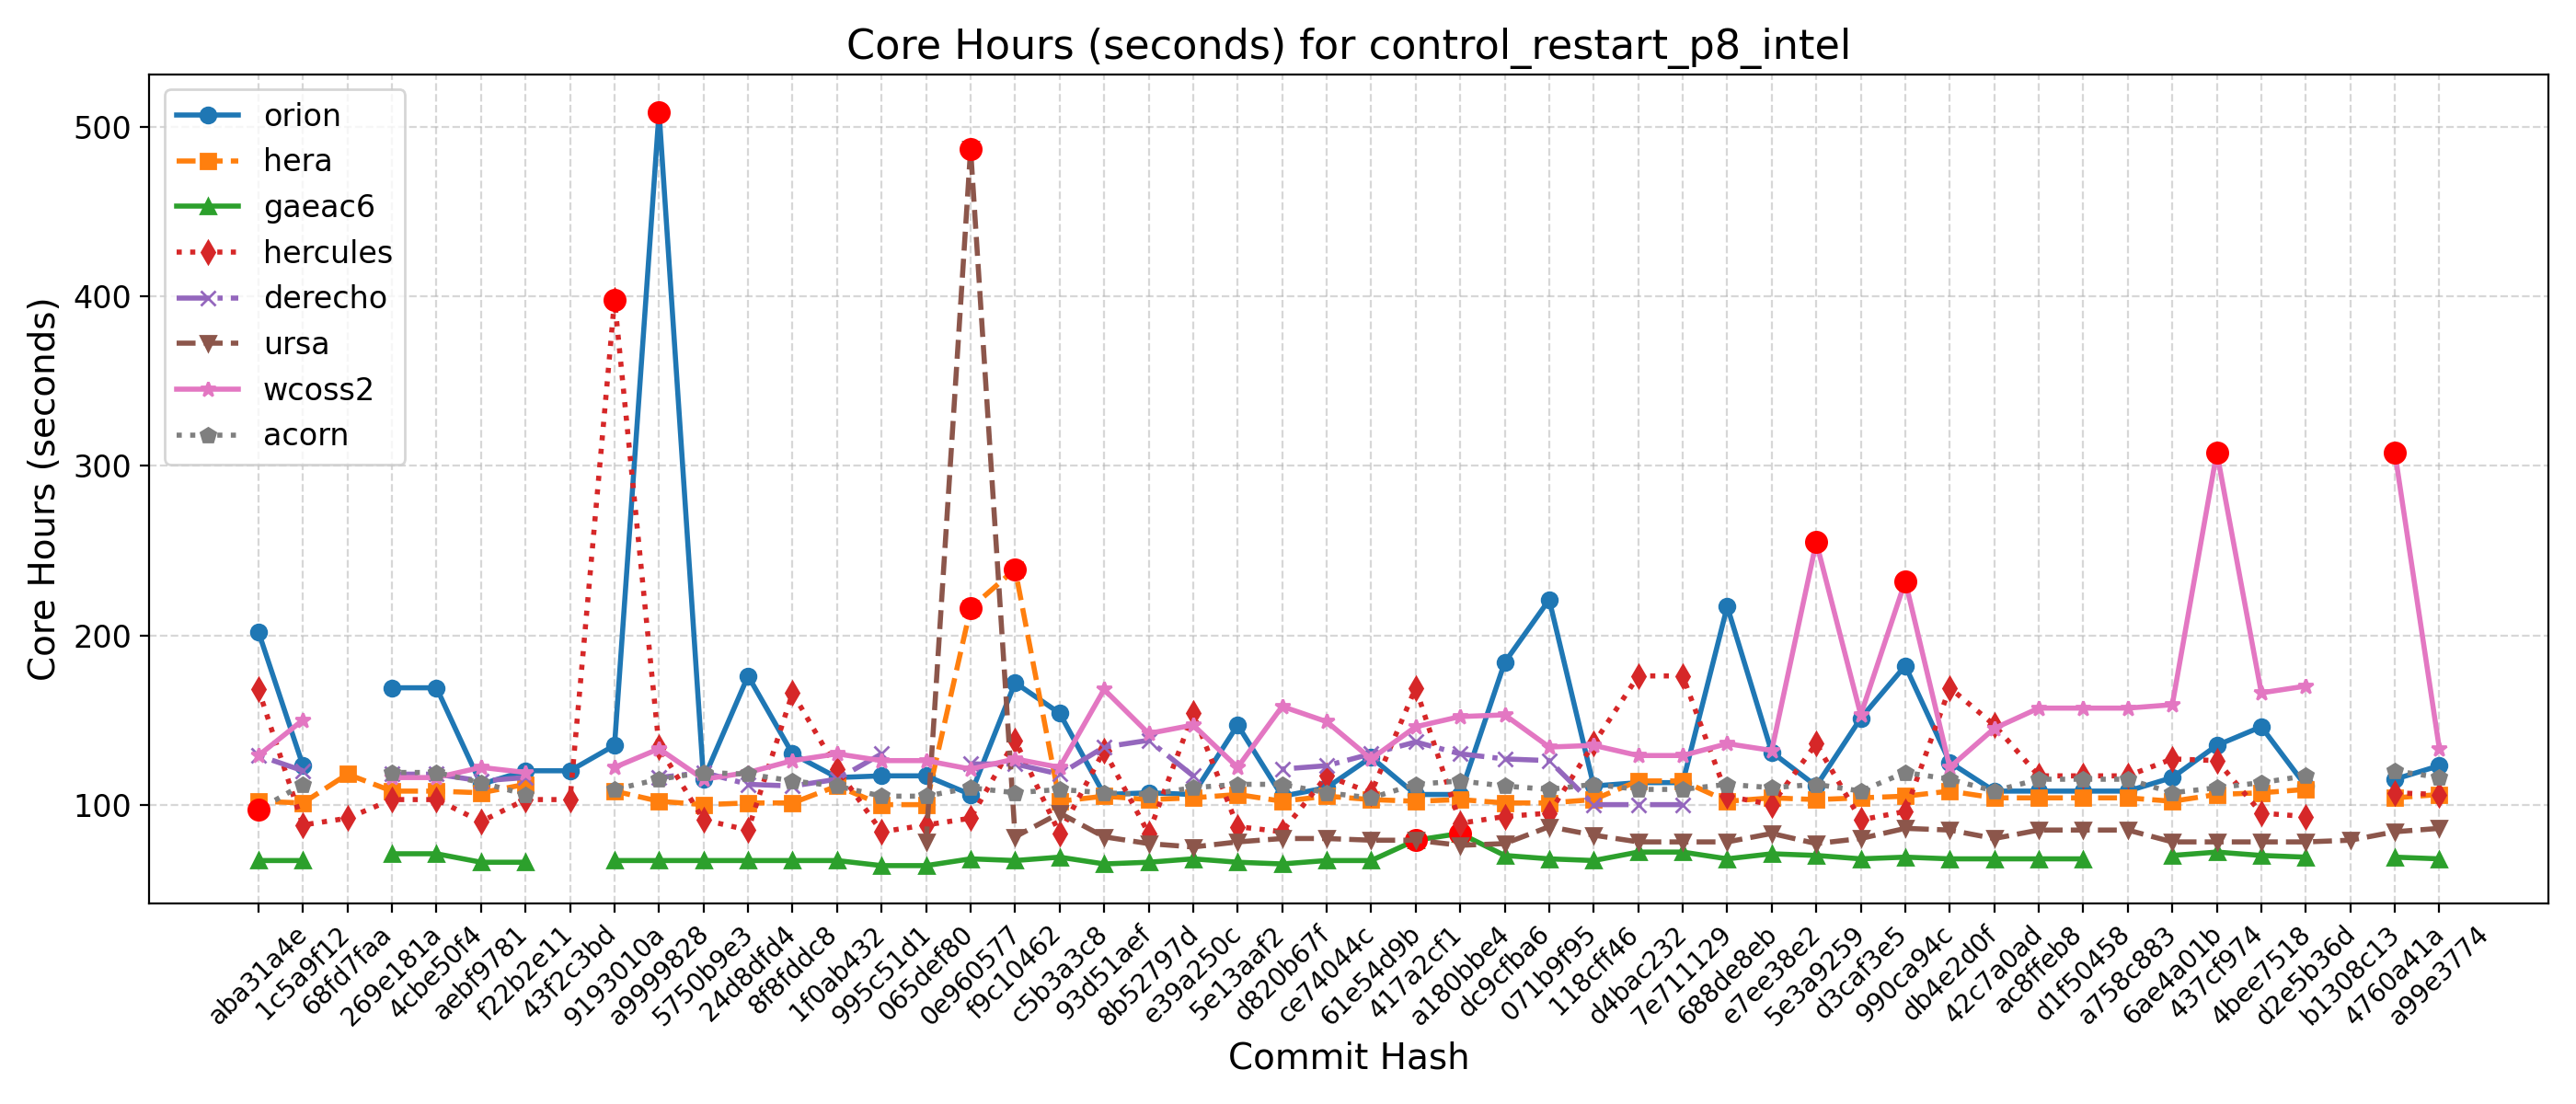 Core Hours (seconds) for control_restart_p8_intel
Core Hours (seconds)
500
400
300
200
100
orion
hera
gaeac6
hercules
derecho
ursa
wcoss2
acorn
aba31a4e
1c5a9f12
68fd7faa
269e181a
4cbe50f4
aebf9781
f22b2e11
43f2c3bd
9193010a
a9999828
5750b9e3
24d8dfd4
8f8fddc8
1f0ab432
995c51d1
065def80
0e960577
f9c10462
c5b3a3c8
93d51aef
8b52797d
e39a250c
5e13aaf2
d820b67f
ce74044c
61e54d9b
417a2cf1
a180bbe4
dc9cfba6
071b9f95
118cff46
d4bac232
7e711129
688de8eb
e7ee38e2
5e3a9259
d3caf3e5
990ca94c
db4e2d0f
42c7a0ad
ac8ffeb8
d1f50458
a758c883
6ae4a01b
437cf974
4bee7518
d2e5b36d
b1308c13
4760a41a
a99e3774
Commit Hash